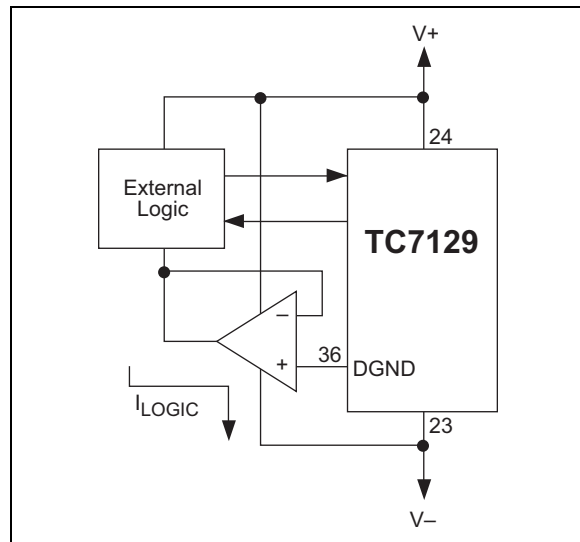 V+
24
External
Logic
TC7129
–
+
36
DGND
ILOGIC
23
V–